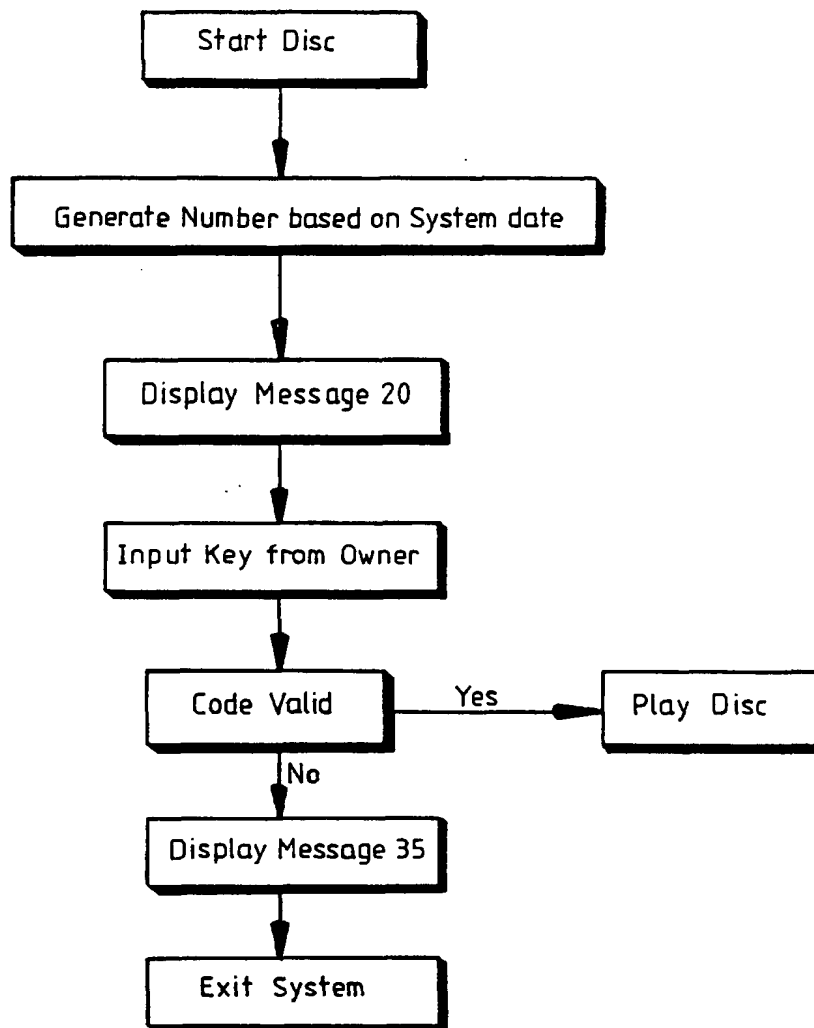 Start Disc
Generate Number based on System date
Display Message 20
Input Key from Owner
Code Valid
Yes
Play Disc
No
Display Message 35
Exit System